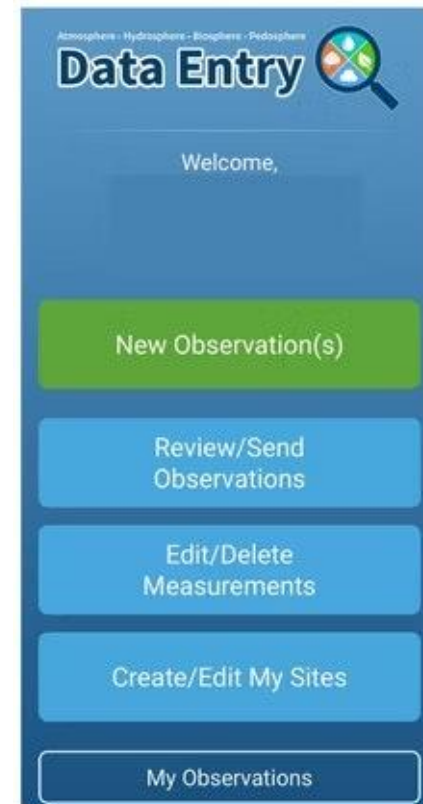 Atmosphere - Hydrosphere - Biosphere - Pedosphere
Data Entry
Welcome,
New Observation(s)
Review/Send
Observations
Edit/Delete
Measurements
Create/Edit My Sites
My Observations